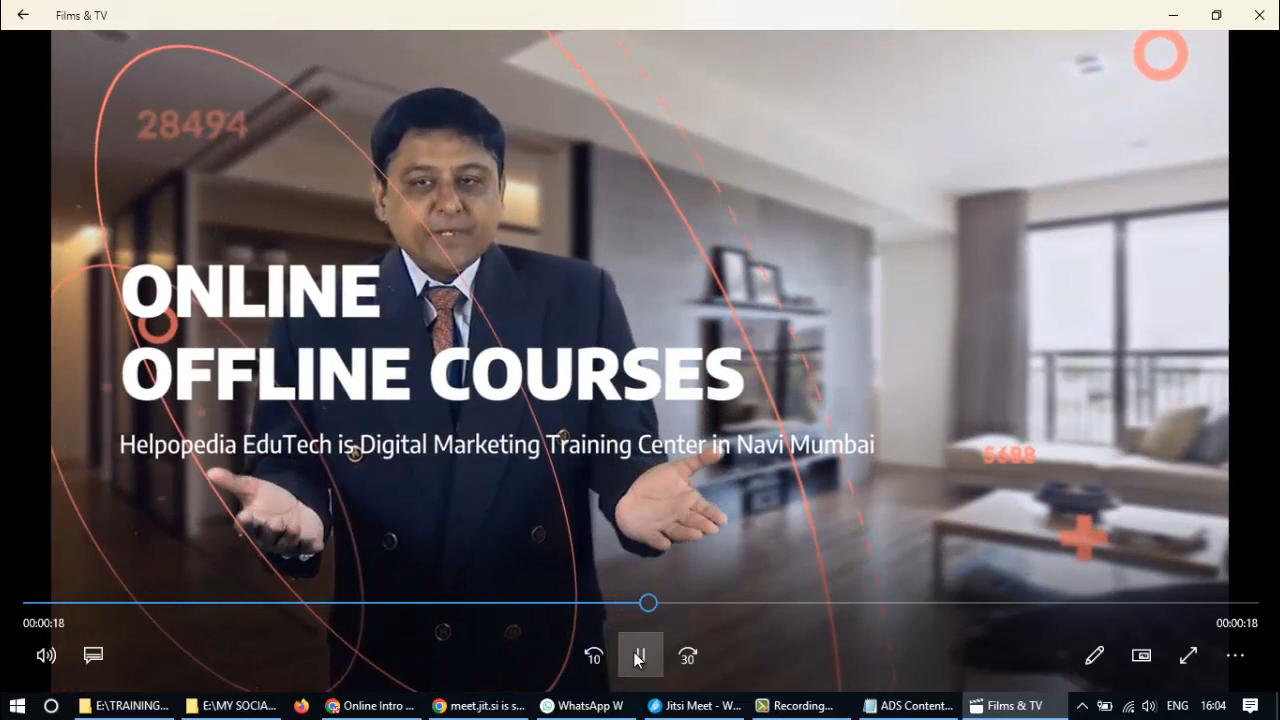 Films & TV
28494
ONLINE
OFFLINE COURSES
Helpopedia EduTech is Digital Marketing Training Center in Navi Mumbai
5688
00:00:18
00:00:18
10
30
E:\TRAINING...
E:\MY SOCIA...
Online Intro ...
meet.jit.si is s...
WhatsApp W
Jitsi Meet - W...
Recording...
ADS Content...
Films & TV
ENG
16:04